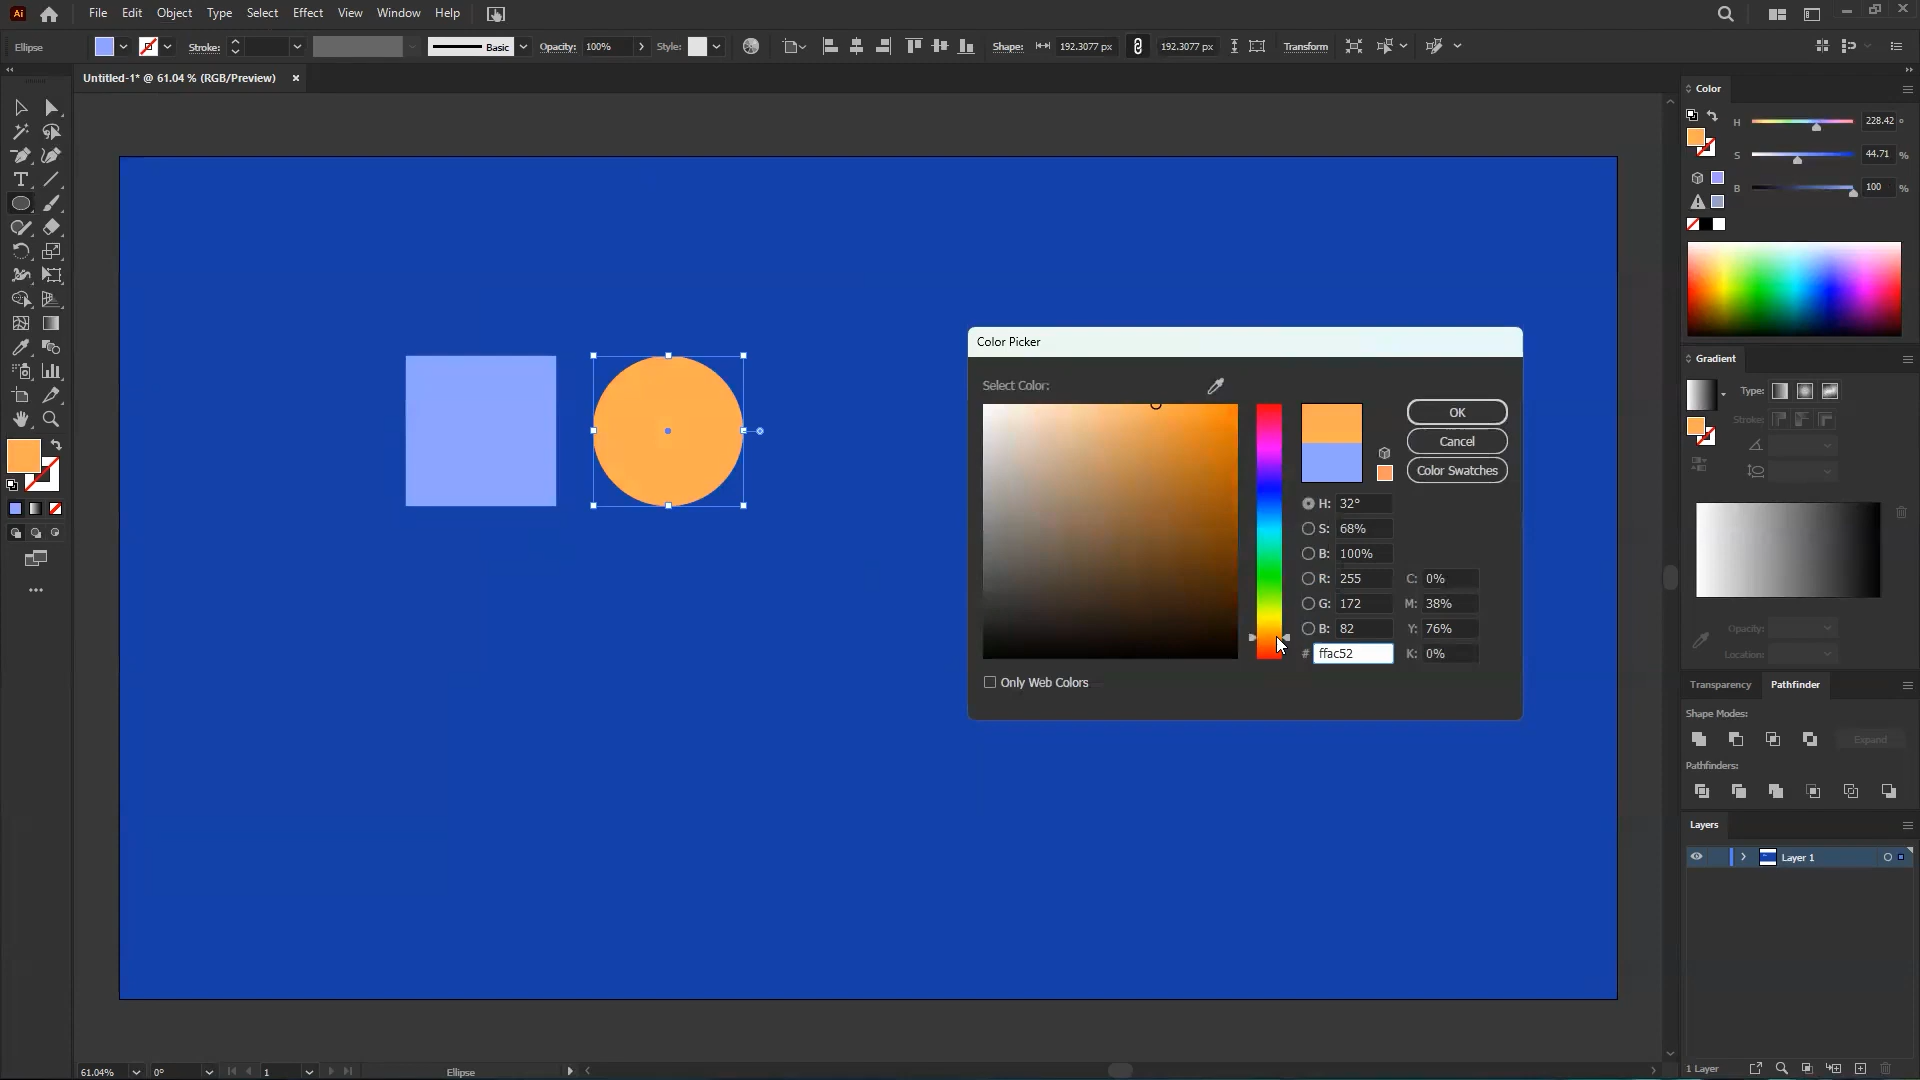 Ai File Edit Object Type Select Effect View Window Help
Ellipse Stroke: Basic Opacity: 100% Style: Shape: 192.3077 px 192.3077 px Transform
Untitled-1* @ 61.04 % (RGB/Preview) ×
Color
H 228.42 °
S 44.71 %
B 100 %
Gradient
Type:
Stroke:
Opacity:
Location:
Color Picker
Select Color:
OK
Cancel
Color Swatches
H: 32°
S: 68%
B: 100%
R: 255 C: 0%
G: 172 M: 38%
B: 82 Y: 76%
# ffac52 K: 0%
Only Web Colors
Transparency Pathfinder
Shape Modes:
Expand
Pathfinders:
Layers
Layer 1
1 Layer
61.04% 0° 1 Ellipse